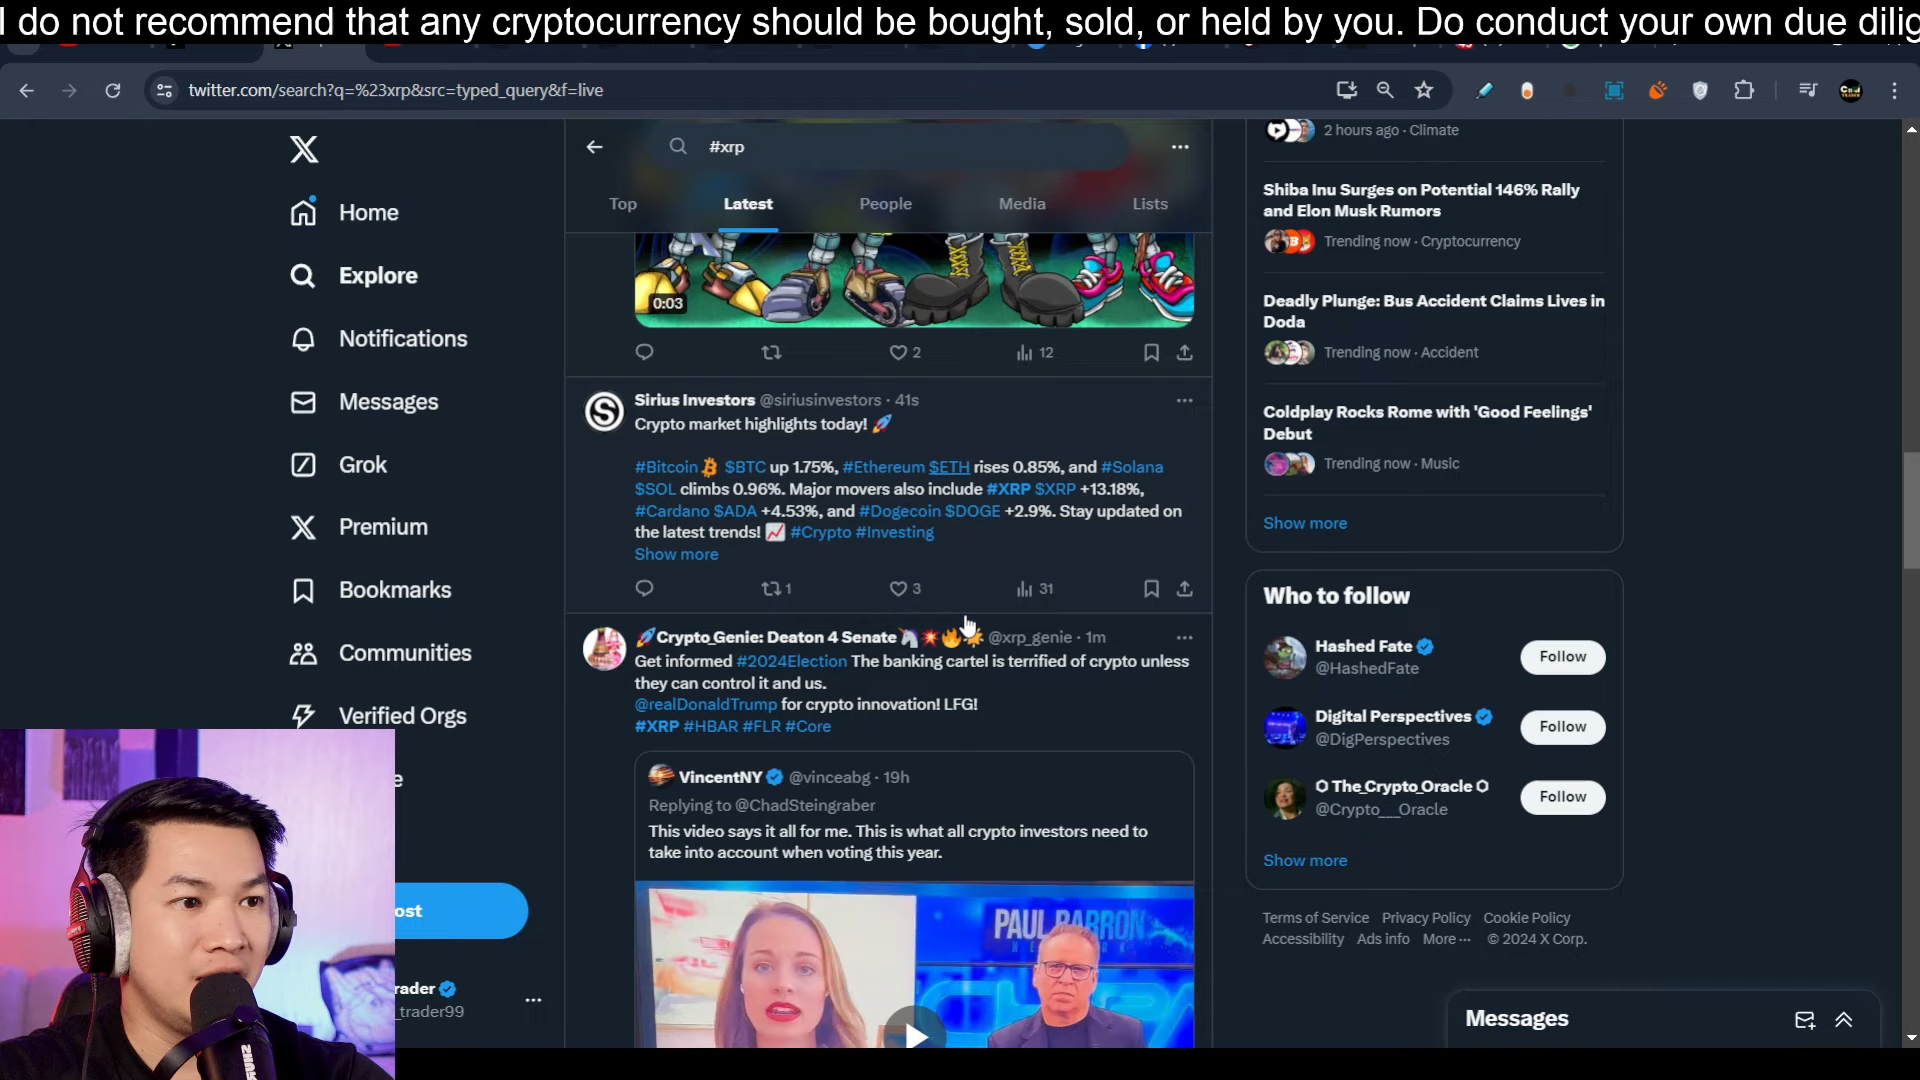 I do not recommend that any cryptocurrency should be bought, sold, or held by you. Do conduct your own due dilig
twitter.com/search?q=%23xrp&src=typed_query&f=live
#xrp
Top
Latest
People
Media
Lists
Home
Explore
Notifications
Messages
Grok
Premium
Bookmarks
Communities
Verified Orgs
ost
rader
_trader99
0:03
2
12
Sirius Investors @siriusinvestors · 41s
Crypto market highlights today! 🚀
#Bitcoin $BTC up 1.75%, #Ethereum $ETH rises 0.85%, and #Solana
$SOL climbs 0.96%. Major movers also include #XRP $XRP +13.18%,
#Cardano $ADA +4.53%, and #Dogecoin $DOGE +2.9%. Stay updated on
the latest trends! 📈 #Crypto #Investing
Show more
1
3
31
🚀Crypto_Genie: Deaton 4 Senate🦄💥🔥☀️ @xrp_genie · 1m
Get informed #2024Election The banking cartel is terrified of crypto unless
they can control it and us.
@realDonaldTrump for crypto innovation! LFG!
#XRP #HBAR #FLR #Core
VincentNY @vinceabg · 19h
Replying to @ChadSteingraber
This video says it all for me. This is what all crypto investors need to
take into account when voting this year.
PAUL BARRON
NETWORK
2 hours ago · Climate
Shiba Inu Surges on Potential 146% Rally
and Elon Musk Rumors
Trending now · Cryptocurrency
Deadly Plunge: Bus Accident Claims Lives in
Doda
Trending now · Accident
Coldplay Rocks Rome with 'Good Feelings'
Debut
Trending now · Music
Show more
Who to follow
Hashed Fate
@HashedFate
Follow
Digital Perspectives
@DigPerspectives
Follow
The_Crypto_Oracle
@Crypto___Oracle
Follow
Show more
Terms of Service Privacy Policy Cookie Policy
Accessibility Ads info More ··· © 2024 X Corp.
Messages